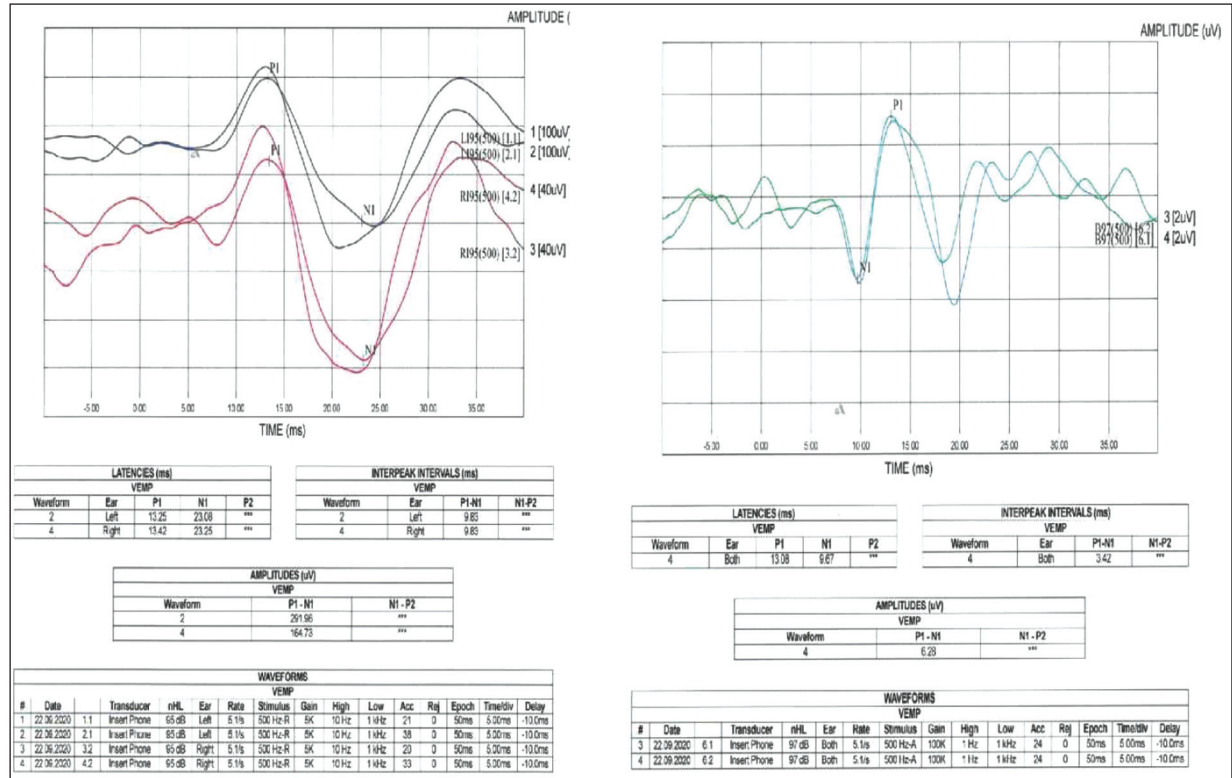 AMPLITUDE (
P1
1 [100uV]
LI95(500) [1.1]
LI95(500) [2.1]
2 [100uV]
P1
4 [40uV]
RI95(500) [4.2]
N1
3 [40uV]
RI95(500) [3.2]
N1
-5.00 0.00 5.00 10.00 15.00 20.00 25.00 30.00 35.00
TIME (ms)
LATENCIES (ms)
VEMP
Waveform Ear P1 N1 P2
2 Left 13.25 23.08 ***
4 Right 13.42 23.25 ***
INTERPEAK INTERVALS (ms)
VEMP
Waveform Ear P1-N1 N1-P2
2 Left 9.83 ***
4 Right 9.83 ***
AMPLITUDES (uV)
VEMP
Waveform P1 - N1 N1 - P2
2 291.96 ***
4 164.73 ***
WAVEFORMS
VEMP
# Date Transducer nHL Ear Rate Stimulus Gain High Low Acc Rej Epoch Time/div Delay
1 22.09.2020 1.1 Insert Phone 95 dB Left 5.1/s 500 Hz-R 5K 10 Hz 1 kHz 21 0 50ms 5.00ms -10.0ms
2 22.09.2020 2.1 Insert Phone 95 dB Left 5.1/s 500 Hz-R 5K 10 Hz 1 kHz 38 0 50ms 5.00ms -10.0ms
3 22.09.2020 3.2 Insert Phone 95 dB Right 5.1/s 500 Hz-R 5K 10 Hz 1 kHz 20 0 50ms 5.00ms -10.0ms
4 22.09.2020 4.2 Insert Phone 95 dB Right 5.1/s 500 Hz-R 5K 10 Hz 1 kHz 33 0 50ms 5.00ms -10.0ms
AMPLITUDE (uV)
P1
N1
3 [2uV]
B97(500) [6.2]
B97(500) [6.1]
4 [2uV]
-5.00 0.00 5.00 10.00 15.00 20.00 25.00 30.00 35.00
TIME (ms)
LATENCIES (ms)
VEMP
Waveform Ear P1 N1 P2
4 Both 13.08 9.67 ***
INTERPEAK INTERVALS (ms)
VEMP
Waveform Ear P1-N1 N1-P2
4 Both 3.42 ***
AMPLITUDES (uV)
VEMP
Waveform P1 - N1 N1 - P2
4 6.28 ***
WAVEFORMS
VEMP
# Date Transducer nHL Ear Rate Stimulus Gain High Low Acc Rej Epoch Time/div Delay
3 22.09.2020 6.1 Insert Phone 97 dB Both 5.1/s 500 Hz-A 100K 1 Hz 1 kHz 24 0 50ms 5.00ms -10.0ms
4 22.09.2020 6.2 Insert Phone 97 dB Both 5.1/s 500 Hz-A 100K 1 Hz 1 kHz 24 0 50ms 5.00ms -10.0ms